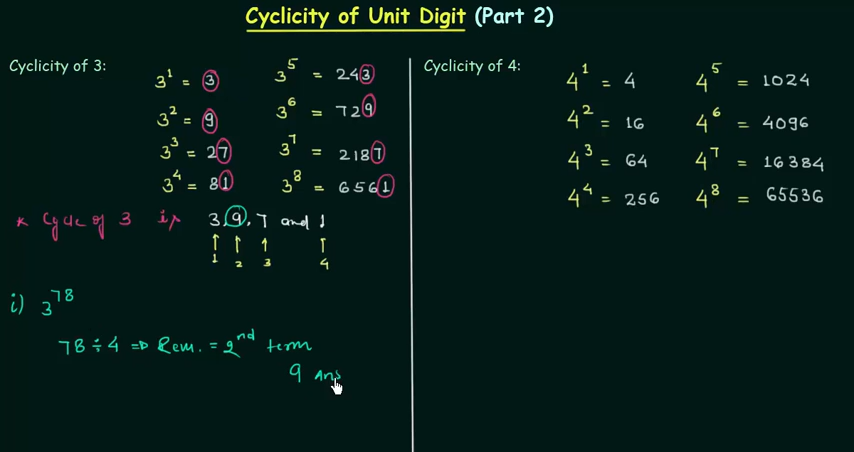 Cyclicity of Unit Digit (Part 2)
Cyclicity of 3:
3¹ = 3
3² = 9
3³ = 27
3⁴ = 81
3⁵ = 243
3⁶ = 729
3⁷ = 2187
3⁸ = 6561
* Cycle of 3 is 3, 9, 7 and 1
1 2 3 4
i) 3⁷⁸
78 ÷ 4 ⇒ Rem. = 2nd term
9 Ans
Cyclicity of 4:
4¹ = 4
4² = 16
4³ = 64
4⁴ = 256
4⁵ = 1024
4⁶ = 4096
4⁷ = 16384
4⁸ = 65536